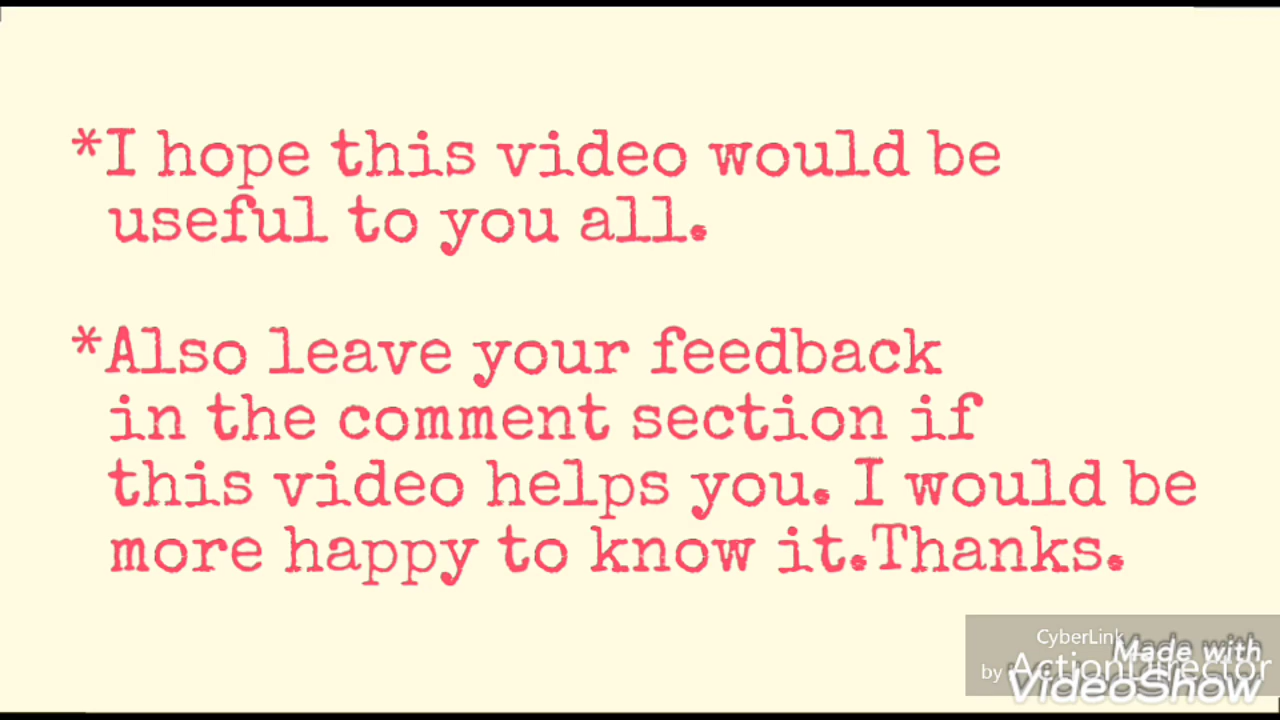 *I hope this video would be
useful to you all.
*Also leave your feedback
in the comment section if
this video helps you. I would be
more happy to know it.Thanks.
CyberLink
Made with
by ActionDirector
VideoShow